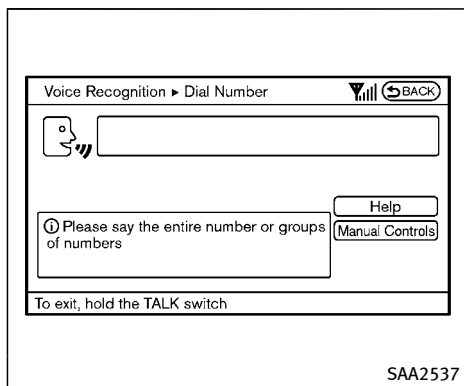 Voice Recognition ▸ Dial Number
BACK
Help
ⓘ Please say the entire number or groups
of numbers
Manual Controls
To exit, hold the TALK switch
SAA2537